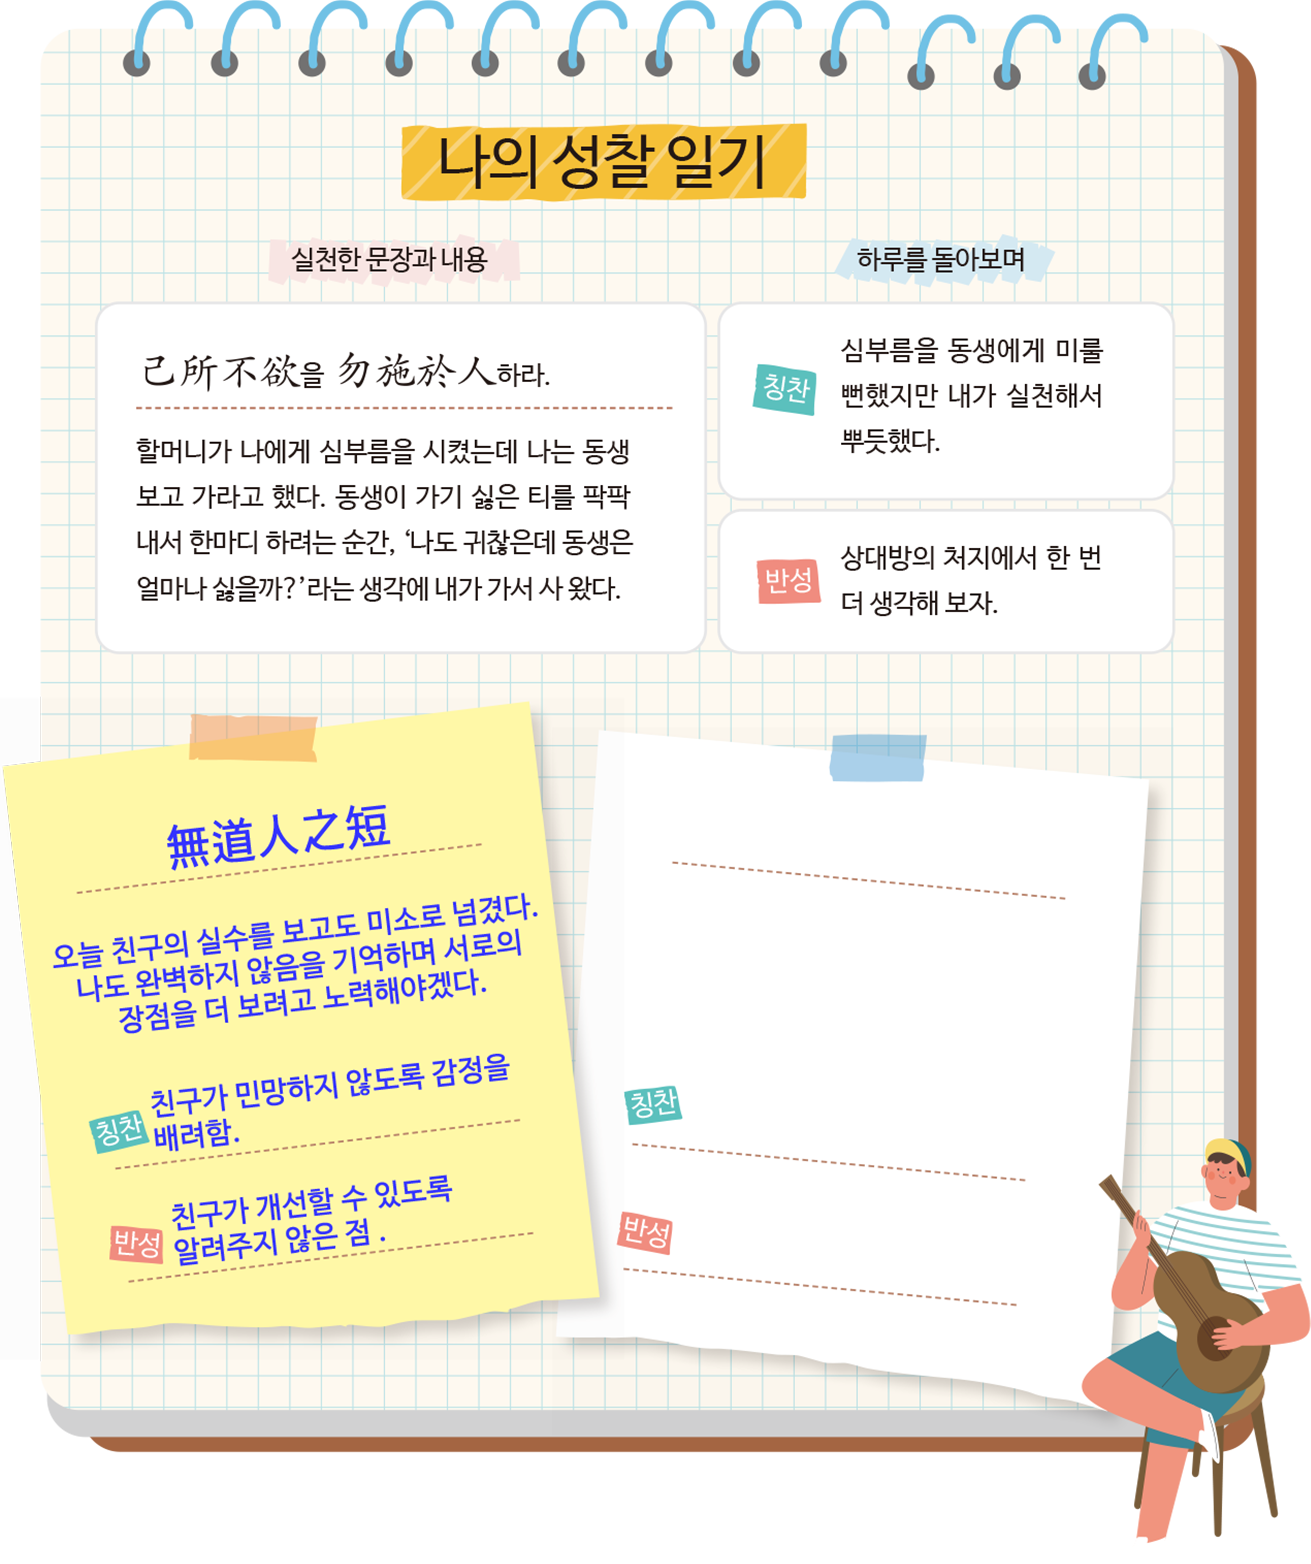 나의 성찰 일기
실천한 문장과 내용
己所不欲을 勿施於人하라.
할머니가 나에게 심부름을 시켰는데 나는 동생
보고 가라고 했다. 동생이 가기 싫은 티를 팍팍
내서 한마디 하려는 순간, ‘나도 귀찮은데 동생은
얼마나 싫을까?’라는 생각에 내가 가서 사 왔다.
하루를 돌아보며
칭찬
심부름을 동생에게 미룰
뻔했지만 내가 실천해서
뿌듯했다.
반성
상대방의 처지에서 한 번
더 생각해 보자.
無道人之短
오늘 친구의 실수를 보고도 미소로 넘겼다.
나도 완벽하지 않음을 기억하며 서로의
장점을 더 보려고 노력해야겠다.
칭찬
친구가 민망하지 않도록 감정을
배려함.
반성
친구가 개선할 수 있도록
알려주지 않은 점 .
칭찬
반성